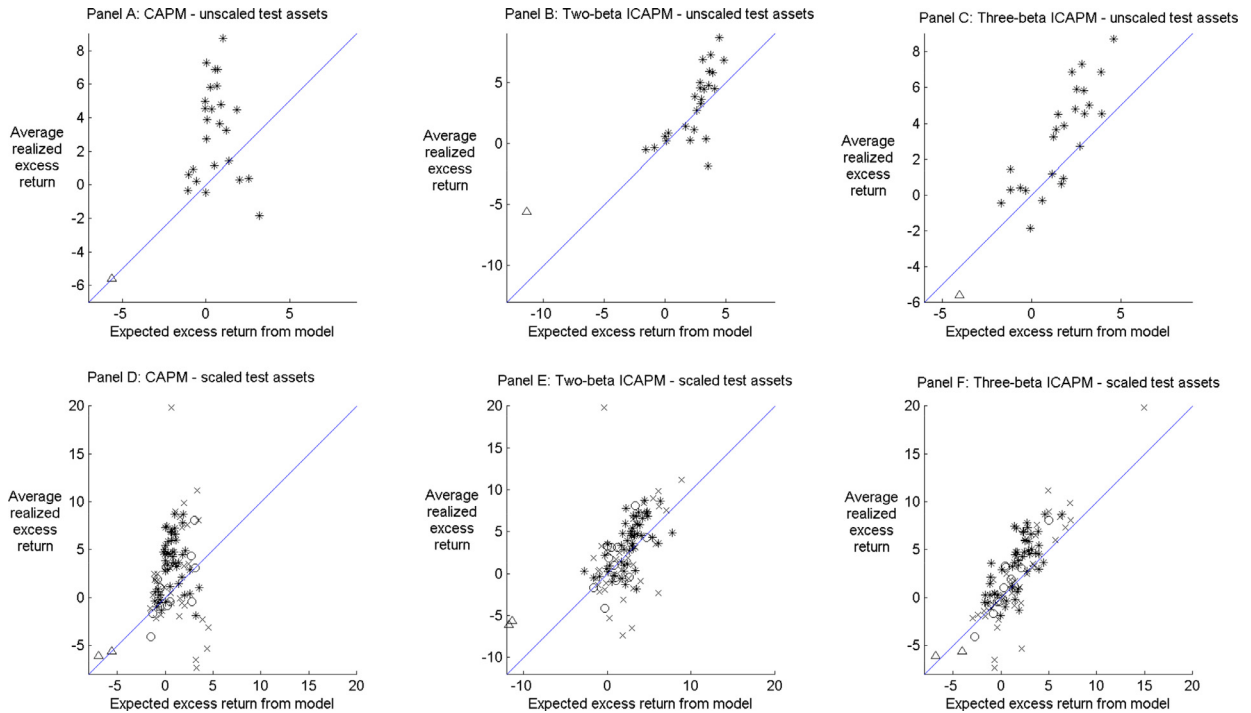 Panel A: CAPM - unscaled test assets
8
6
4
2
0
-2
-4
-6
Average
realized
excess
return
-5
0
5
Expected excess return from model
Panel B: Two-beta ICAPM - unscaled test assets
5
0
-5
-10
Average
realized
excess
return
-10
-5
0
5
Expected excess return from model
Panel C: Three-beta ICAPM - unscaled test assets
8
6
4
2
0
-2
-4
-6
Average
realized
excess
return
-5
0
5
Expected excess return from model
Panel D: CAPM - scaled test assets
20
15
10
5
0
-5
Average
realized
excess
return
-5
0
5
10
15
20
Expected excess return from model
Panel E: Two-beta ICAPM - scaled test assets
20
15
10
5
0
-5
-10
Average
realized
excess
return
-10
-5
0
5
10
15
20
Expected excess return from model
Panel F: Three-beta ICAPM - scaled test assets
20
15
10
5
0
-5
Average
realized
excess
return
-5
0
5
10
15
20
Expected excess return from model